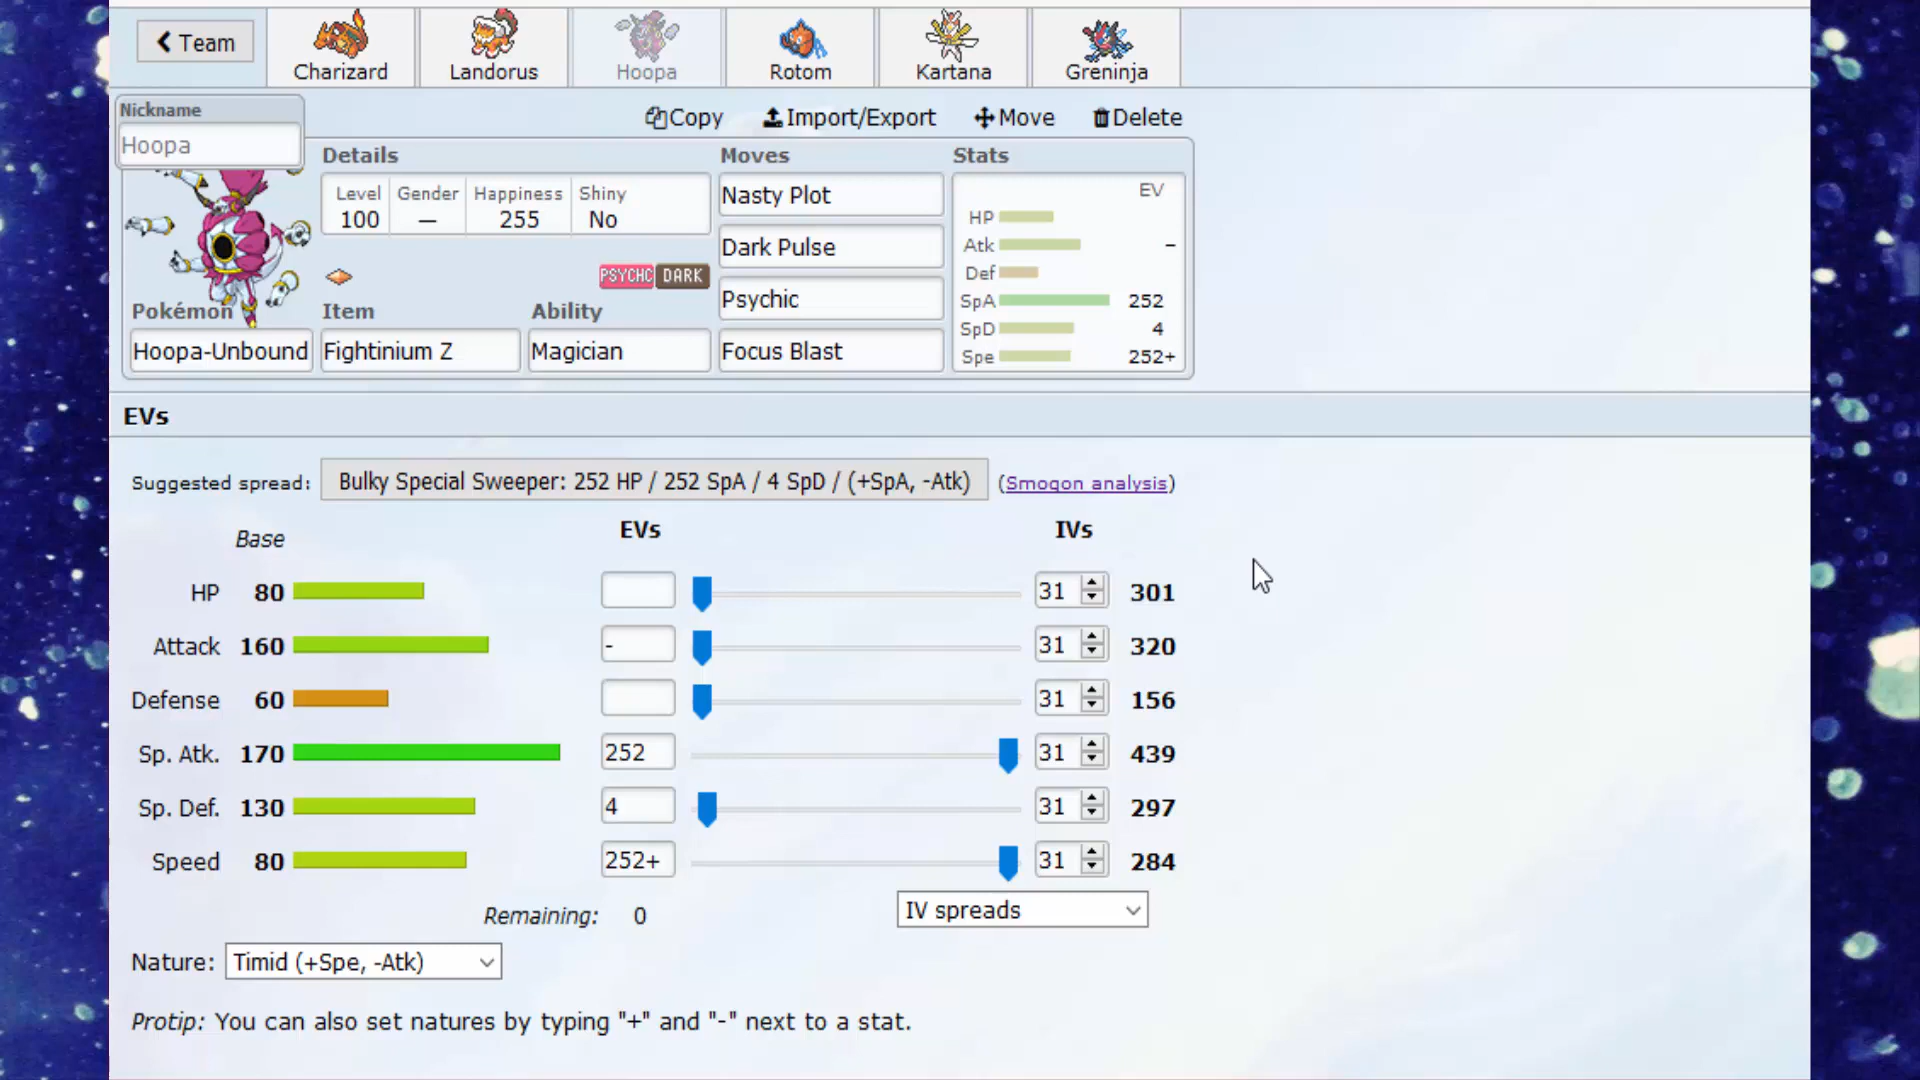 Team
Charizard
Landorus
Hoopa
Rotom
Kartana
Greninja
Nickname
Hoopa
Copy
Import/Export
Move
Delete
Details
Moves
Stats
Level
Gender
Happiness
Shiny
100
—
255
No
Nasty Plot
Dark Pulse
Psychic
Focus Blast
EV
HP
Atk –
Def
SpA 252
SpD 4
Spe 252+
PSYCHC DARK
Pokémon
Item
Ability
Hoopa-Unbound
Fightinium Z
Magician
EVs
Suggested spread: Bulky Special Sweeper: 252 HP / 252 SpA / 4 SpD / (+SpA, -Atk) (Smogon analysis)
Base EVs IVs
HP 80 31 301
Attack 160 - 31 320
Defense 60 31 156
Sp. Atk. 170 252 31 439
Sp. Def. 130 4 31 297
Speed 80 252+ 31 284
Remaining: 0
IV spreads
Nature: Timid (+Spe, -Atk)
Protip: You can also set natures by typing "+" and "-" next to a stat.